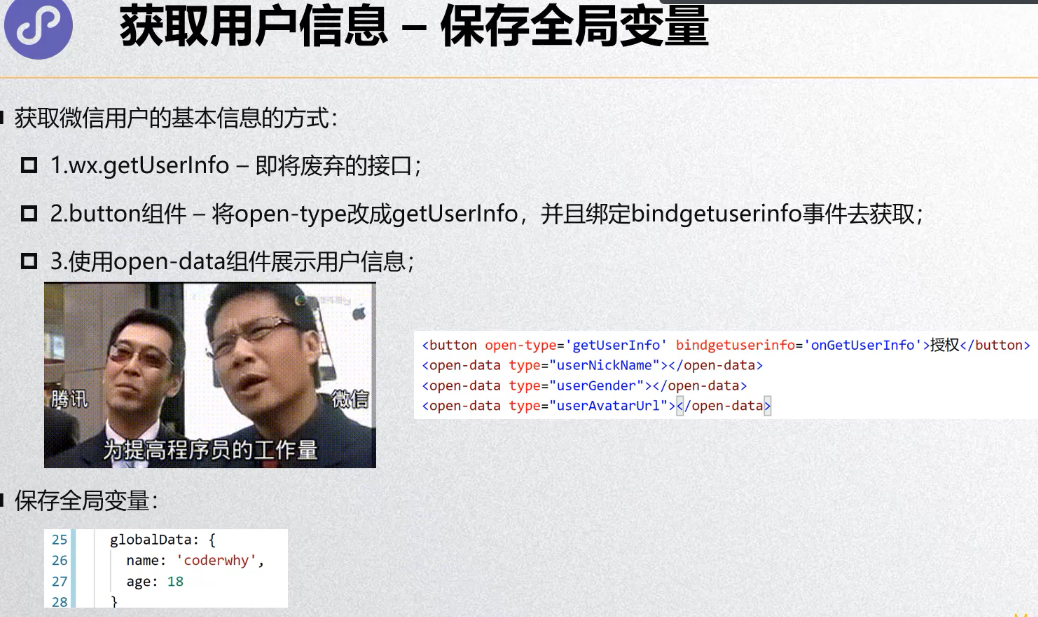 获取用户信息 – 保存全局变量
获取微信用户的基本信息的方式：
1.wx.getUserInfo – 即将废弃的接口；
2.button组件 – 将open-type改成getUserInfo，并且绑定bindgetuserinfo事件去获取；
3.使用open-data组件展示用户信息；
腾讯
微信
为提高程序员的工作量
<button open-type='getUserInfo' bindgetuserinfo='onGetUserInfo'>授权</button>
<open-data type="userNickName"></open-data>
<open-data type="userGender"></open-data>
<open-data type="userAvatarUrl"></open-data>
保存全局变量：
25 globalData: {
26 name: 'coderwhy',
27 age: 18
28 }